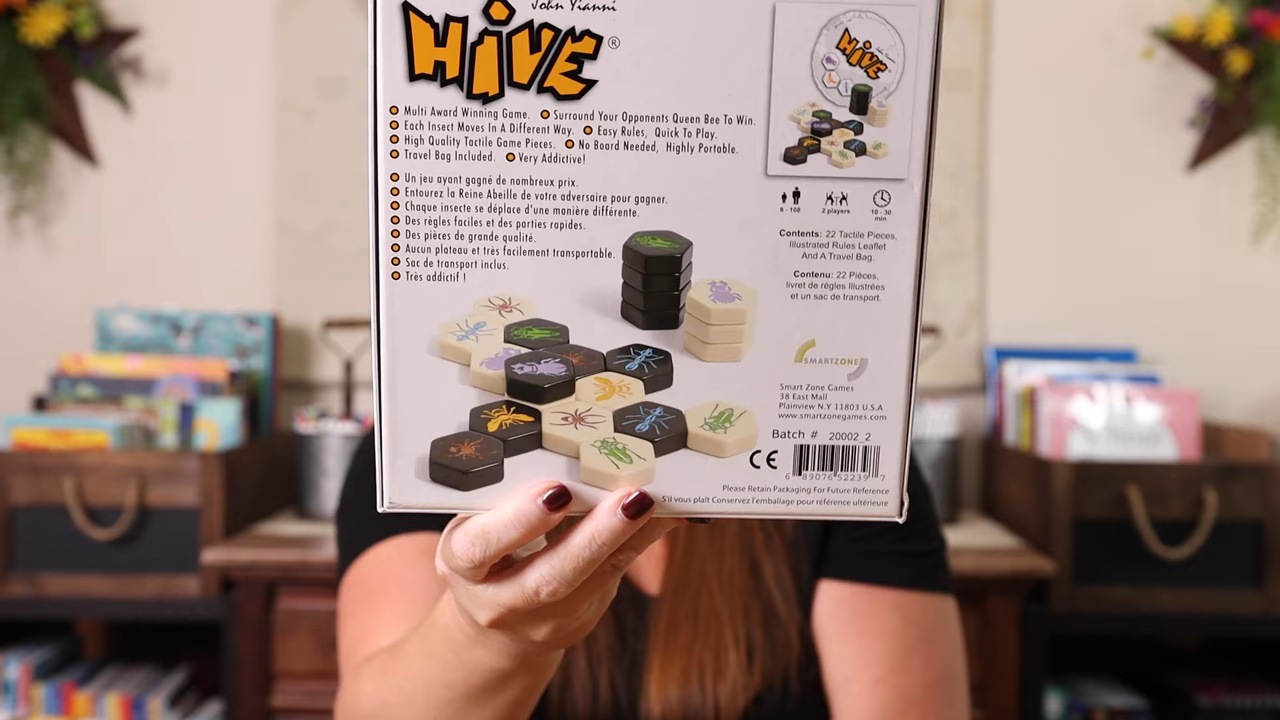 John Yianni
HIVE®
Multi Award Winning Game. Surround Your Opponents Queen Bee To Win.
Each Insect Moves In A Different Way. Easy Rules, Quick To Play.
High Quality Tactile Game Pieces. No Board Needed, Highly Portable.
Travel Bag Included. Very Addictive!
Un jeu ayant gagné de nombreux prix.
Entourez la Reine Abeille de votre adversaire pour gagner.
Chaque insecte se déplace d'une manière différente.
Des règles faciles et des parties rapides.
Des pièces de grande qualité.
Aucun plateau et très facilement transportable.
Sac de transport inclus.
Très addictif !
HIVE
8 - 108
2 players
10 - 30
min
Contents: 22 Tactile Pieces,
Illustrated Rules Leaflet
And A Travel Bag.
Contenu: 22 Pièces,
livret de règles Illustrées
et un sac de transport.
SMARTZONE
Smart Zone Games
38 East Mall
Plainview N.Y 11803 U.S.A
www.smartzonegames.com
Batch # 20002_2
CE
6 89076 52239 7
Please Retain Packaging For Future Reference
S'il vous plaît Conservez l'emballage pour référence ultérieure